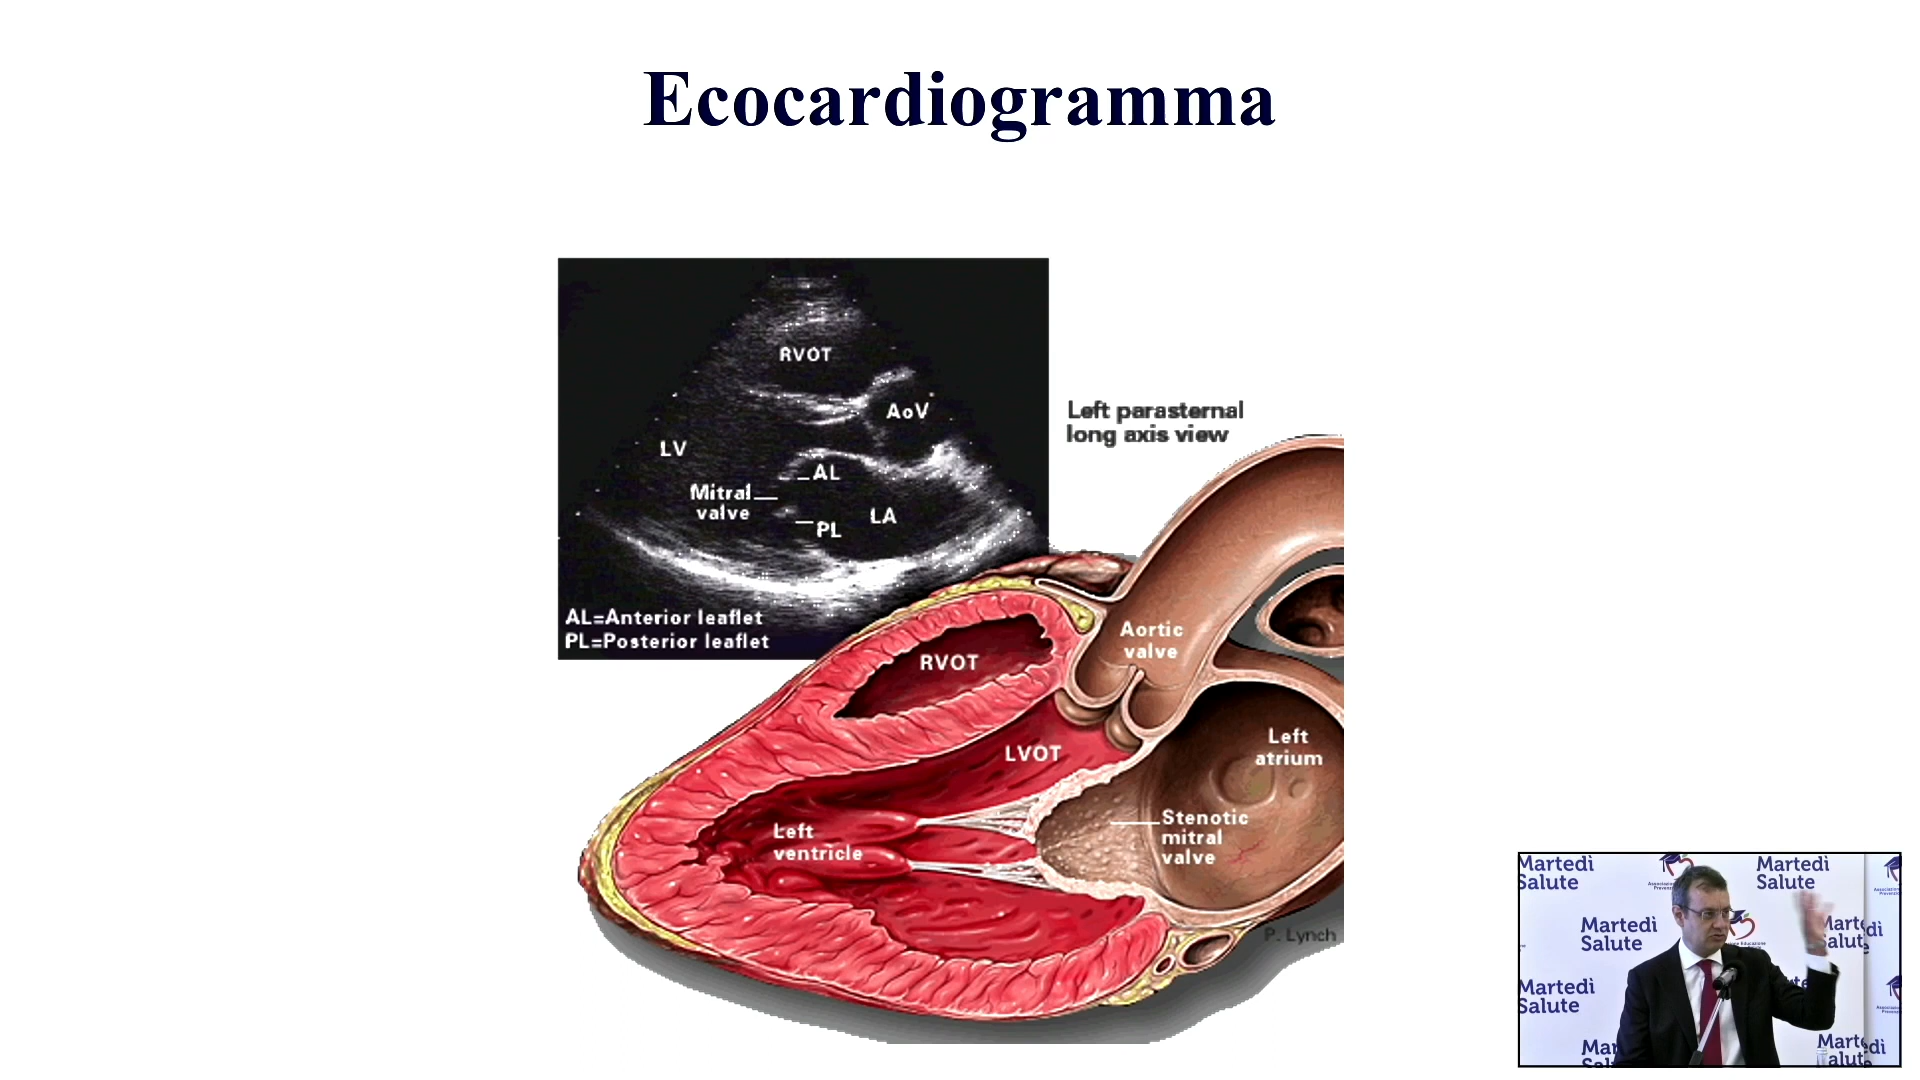 Ecocardiogramma
RVOT
AoV
LV
AL
Mitral
valve
LA
PL
AL=Anterior leaflet
PL=Posterior leaflet
Left parasternal
long axis view
Aortic
valve
RVOT
LVOT
Left
atrium
Stenotic
mitral
valve
Left
ventricle
P. Lynch
Martedì
Salute
Martedì
Salute
Martedì
Salute
Martedì
Salute